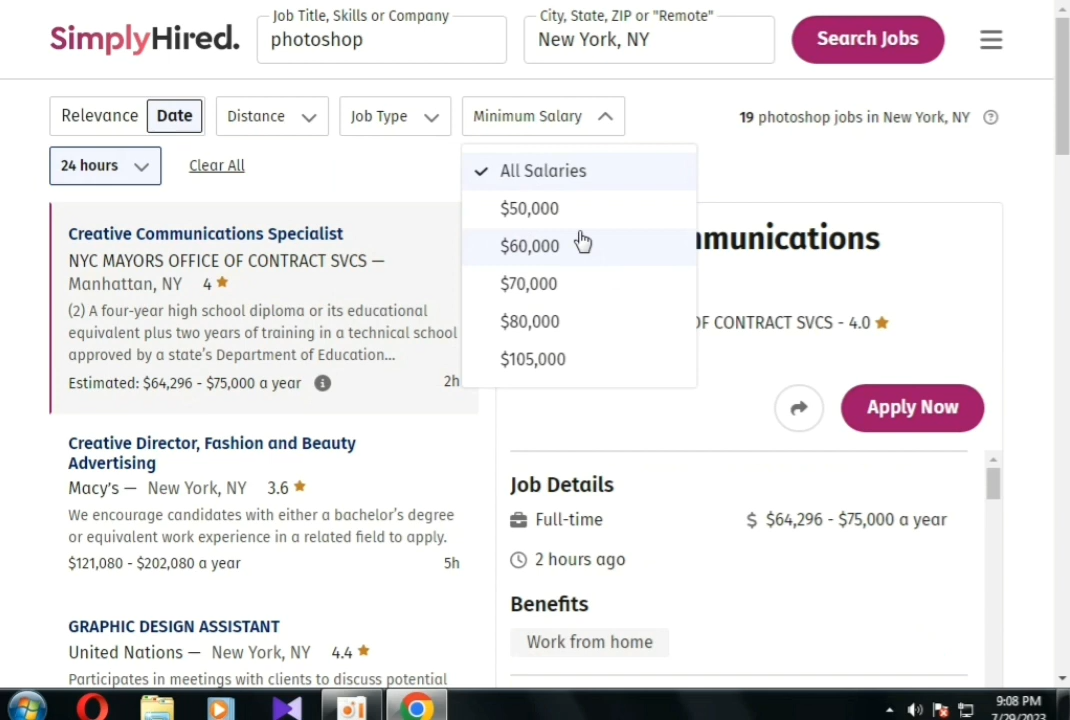 SimplyHired.
Job Title, Skills or Company
photoshop
City, State, ZIP or "Remote"
New York, NY
Search Jobs
Relevance
Date
Distance
Job Type
Minimum Salary
19 photoshop jobs in New York, NY
24 hours
Clear All
All Salaries
$50,000
$60,000
$70,000
$80,000
$105,000
Creative Communications Specialist
NYC MAYORS OFFICE OF CONTRACT SVCS —
Manhattan, NY 4
(2) A four-year high school diploma or its educational
equivalent plus two years of training in a technical school
approved by a state's Department of Education...
Estimated: $64,296 - $75,000 a year
2h
Creative Director, Fashion and Beauty
Advertising
Macy's — New York, NY 3.6
We encourage candidates with either a bachelor's degree
or equivalent work experience in a related field to apply.
$121,080 - $202,080 a year
5h
GRAPHIC DESIGN ASSISTANT
United Nations — New York, NY 4.4
Participates in meetings with clients to discuss potential
mmunications
OF CONTRACT SVCS - 4.0
Apply Now
Job Details
Full-time
$ $64,296 - $75,000 a year
2 hours ago
Benefits
Work from home
9:08 PM
7/29/2023